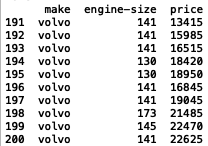 make engine-size price
191 volvo 141 13415
192 volvo 141 15985
193 volvo 141 16515
194 volvo 130 18420
195 volvo 130 18950
196 volvo 141 16845
197 volvo 141 19045
198 volvo 173 21485
199 volvo 145 22470
200 volvo 141 22625